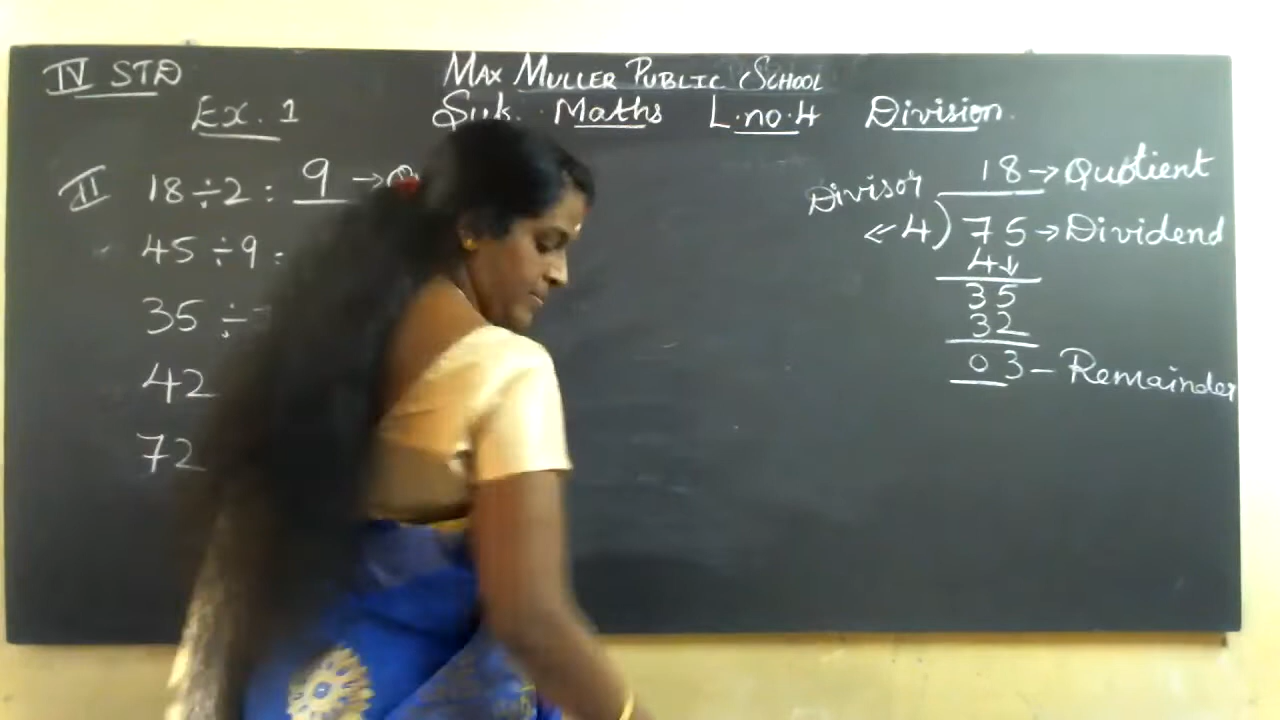 IV STD
MAX MULLER PUBLIC SCHOOL
Ex. 1
Sub. Maths L.no.4 Division.
II 18÷2: 9 →Q
45÷9:
35÷
42
72
18→Quotient
Divisor
←4)75→Dividend
4↓
35
32
03–Remainder